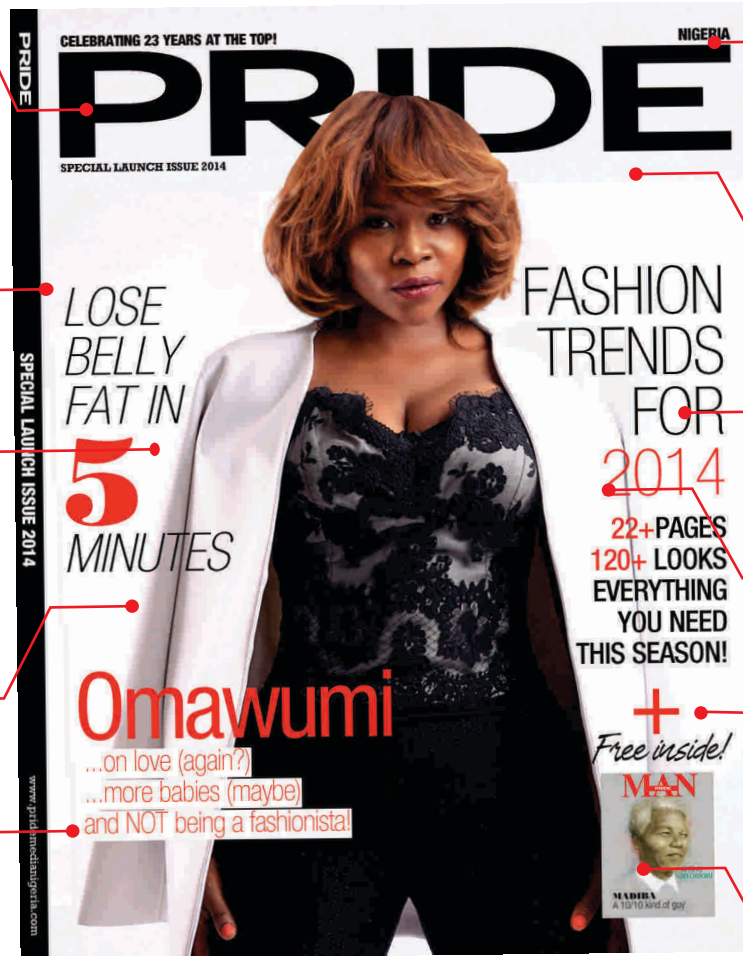 PRIDE
SPECIAL LAUNCH ISSUE 2014
www.pridemedianigeria.com
CELEBRATING 23 YEARS AT THE TOP!
NIGERIA
PRIDE
SPECIAL LAUNCH ISSUE 2014
LOSE
BELLY
FAT IN
5
MINUTES
FASHION
TRENDS
FOR
2014
22+PAGES
120+ LOOKS
EVERYTHING
YOU NEED
THIS SEASON!
+
Free inside!
Omawumi
...on love (again?)
...more babies (maybe)
and NOT being a fashionista!
MAN
PRIDE
MADIBA
A 10/10 kind of guy